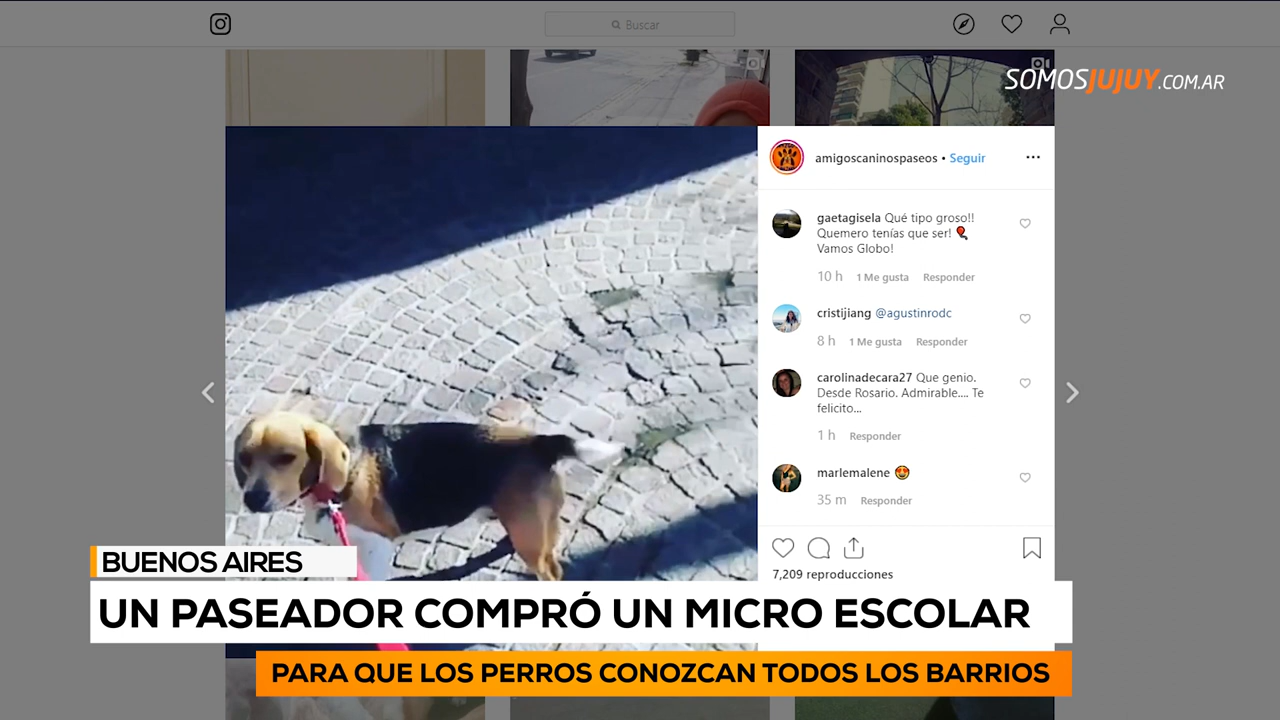 Buscar
SOMOSJUJUY.COM.AR
amigoscaninospaseos • Seguir
gaetagisela Qué tipo groso!!
Quemero tenías que ser!
Vamos Globo!
10 h 1 Me gusta Responder
cristijiang @agustinrodc
8 h 1 Me gusta Responder
carolinadecara27 Que genio.
Desde Rosario. Admirable.... Te
felicito...
1 h Responder
marlemalene 😍
35 m Responder
7,209 reproducciones
BUENOS AIRES
UN PASEADOR COMPRÓ UN MICRO ESCOLAR
PARA QUE LOS PERROS CONOZCAN TODOS LOS BARRIOS